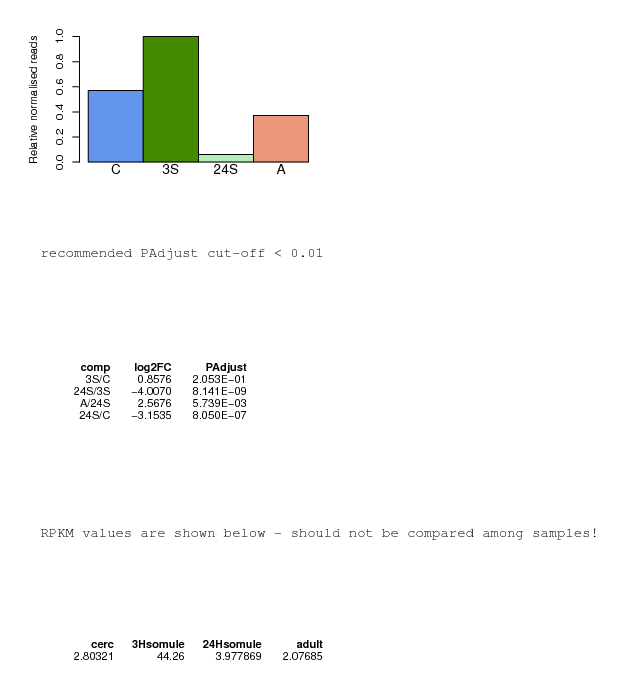 Relative normalised reads
1.0
0.8
0.6
0.4
0.2
0.0
C 3S 24S A
recommended PAdjust cut-off < 0.01
comp log2FC PAdjust
3S/C 0.8576 2.053E−01
24S/3S −4.0070 8.141E−09
A/24S 2.5676 5.739E−03
24S/C −3.1535 8.050E−07
RPKM values are shown below - should not be compared among samples!
cerc 3Hsomule 24Hsomule adult
2.80321 44.26 3.977869 2.07685